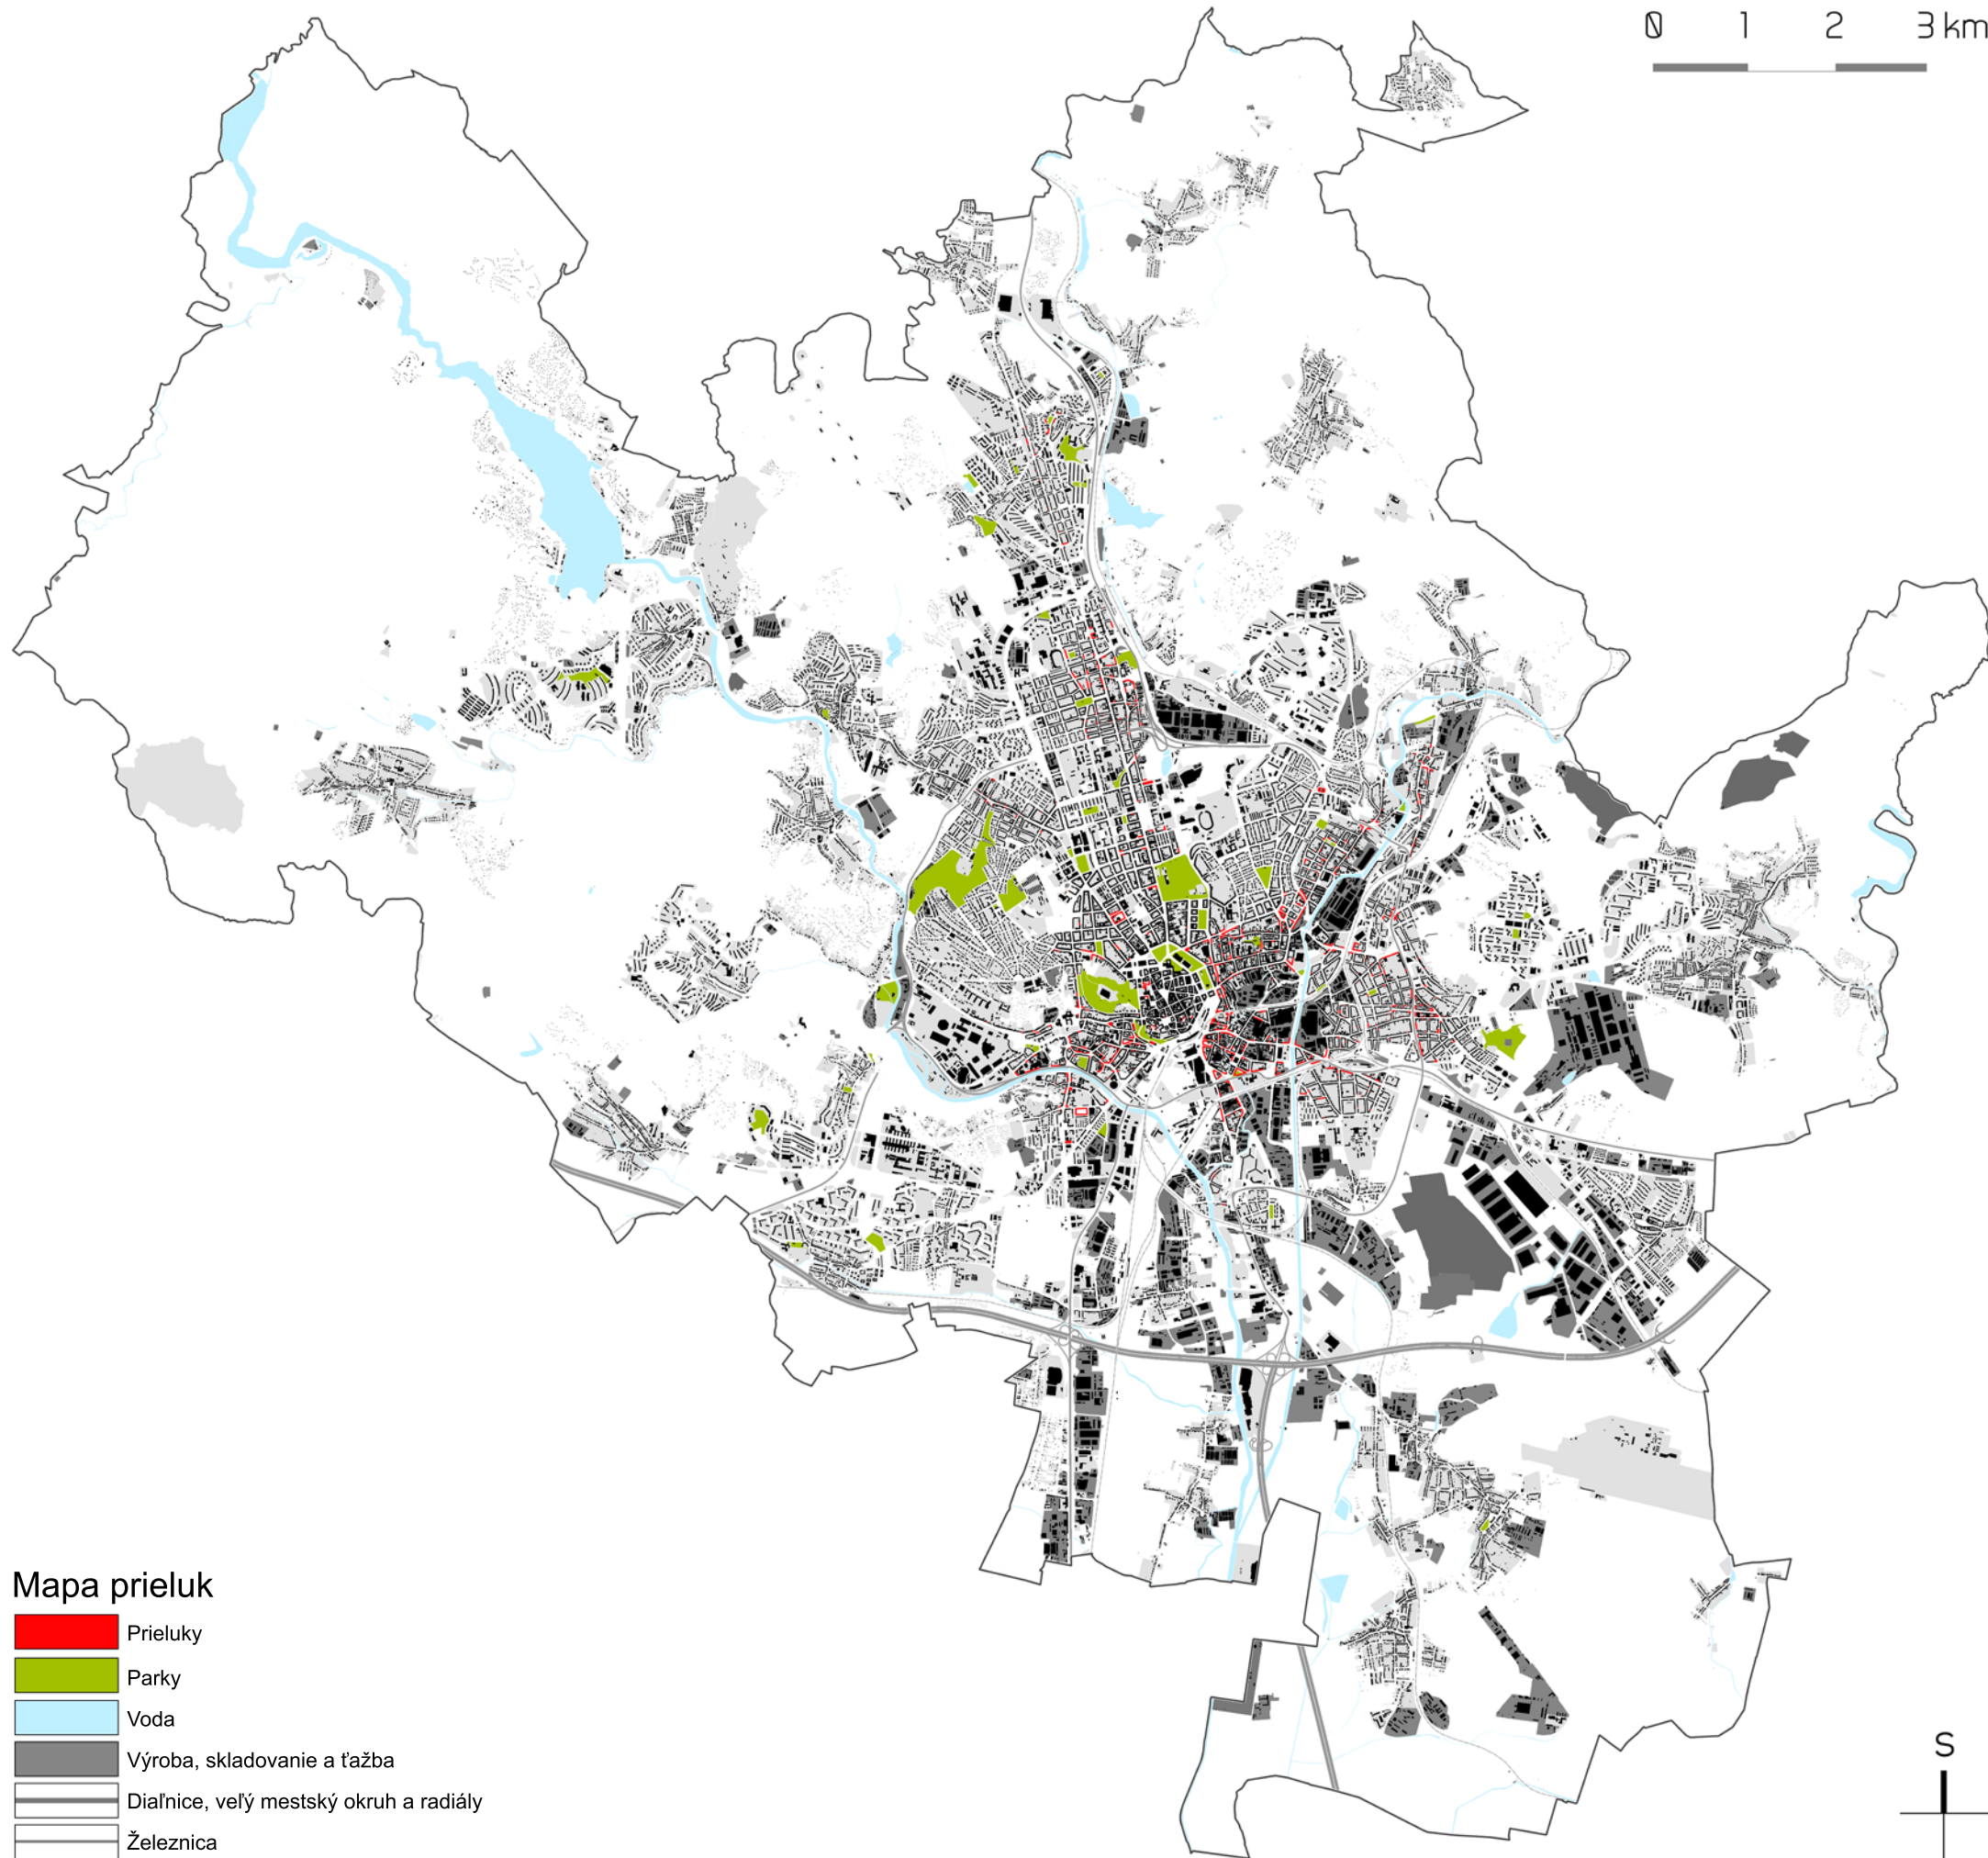 0 1 2 3 km
Mapa prieluk
Prieluky
Parky
Voda
Výroba, skladovanie a ťažba
Diaľnice, veľý mestský okruh a radiály
Železnica
S